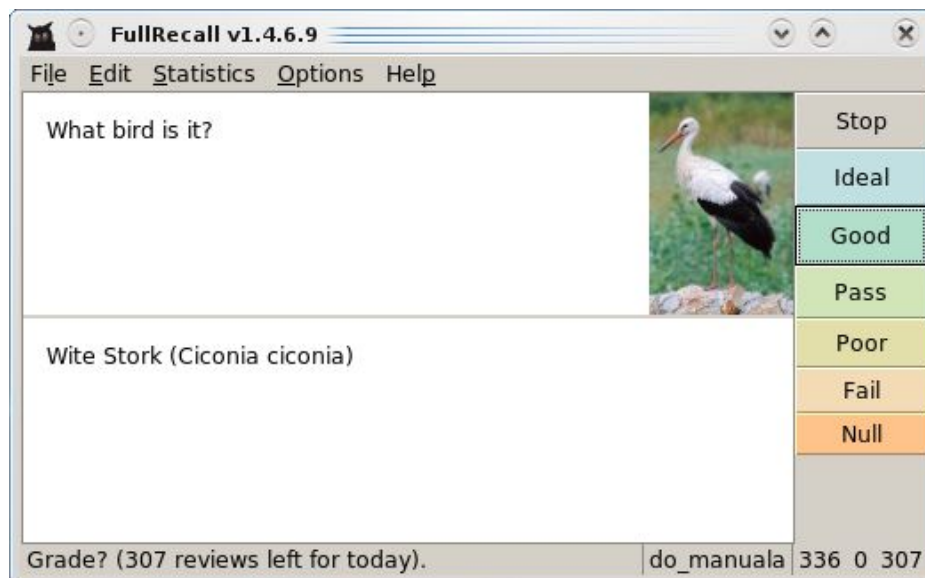 FullRecall v1.4.6.9
File Edit Statistics Options Help
What bird is it?
Wite Stork (Ciconia ciconia)
Stop
Ideal
Good
Pass
Poor
Fail
Null
Grade? (307 reviews left for today). do_manuala 336 0 307